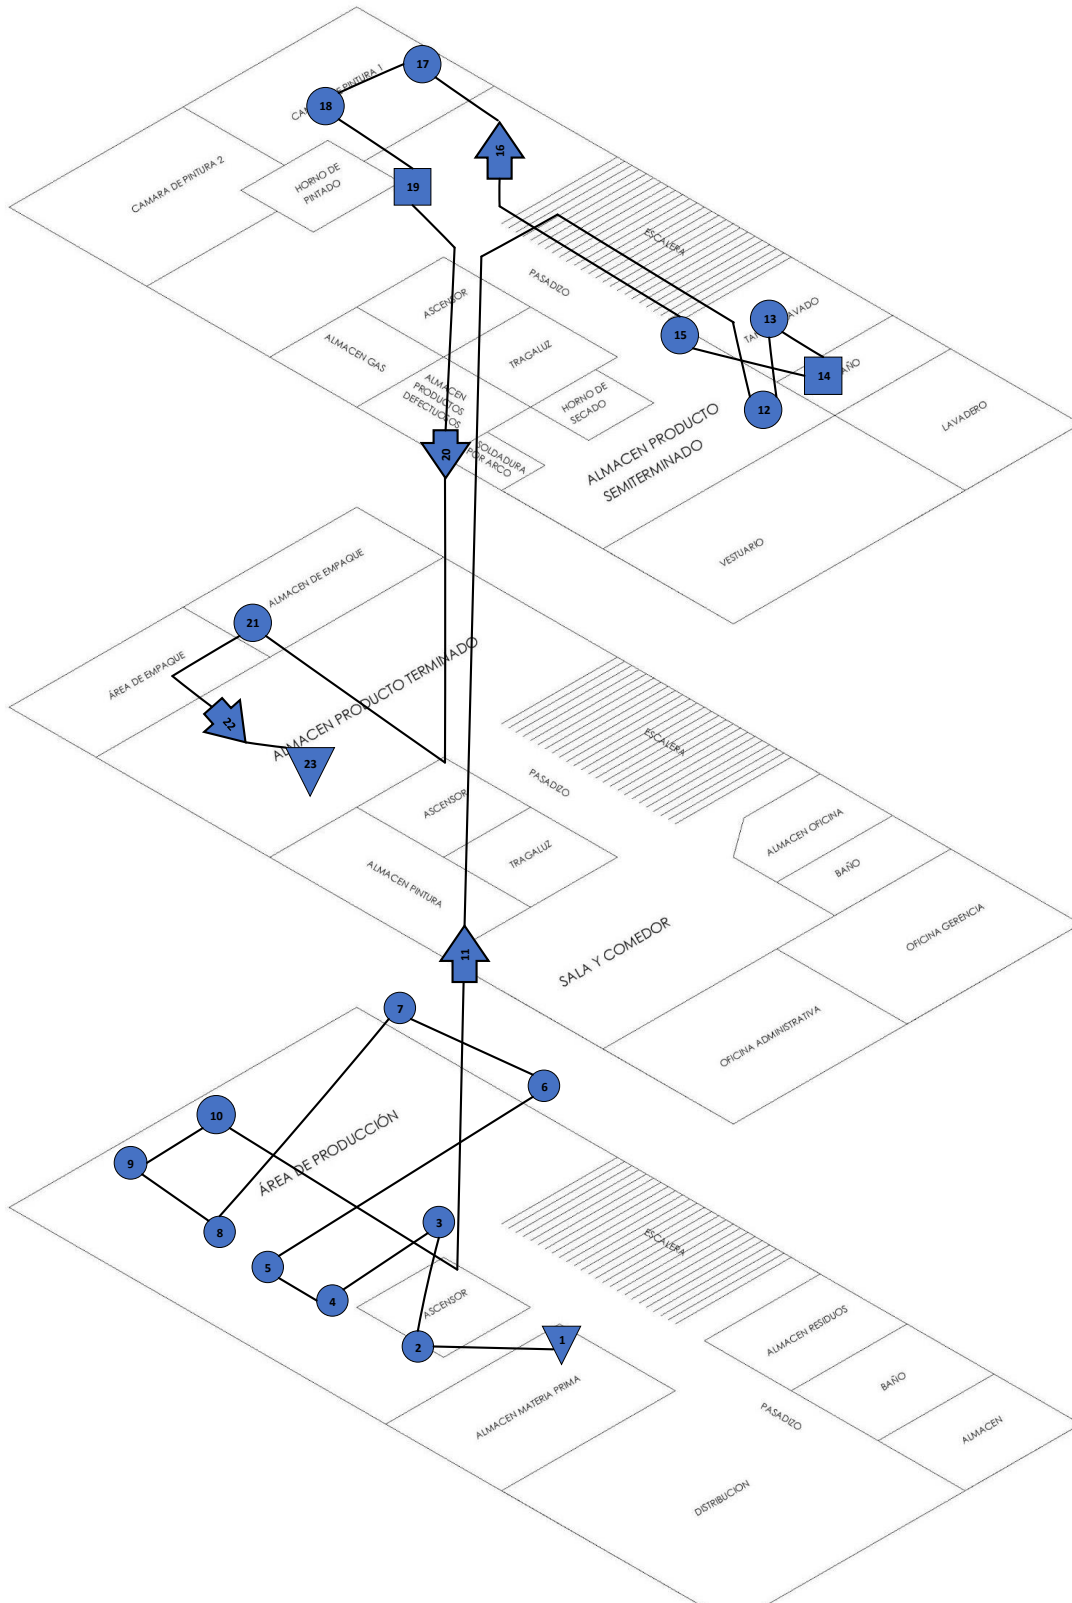 17
CAMARA DE PINTURA 1
18
16
CAMARA DE PINTURA 2
HORNO DE
PINTADO
19
ESCALERA
PASADIZO
ASCENSOR
13
15
ALMACEN GAS
TRAGALUZ
14
BAÑO
ALMACEN
PRODUCTOS
DEFECTUOSOS
HORNO DE
SECADO
12
LAVADERO
ALMACEN PRODUCTO
SEMITERMINADO
20
SOLDADURA
POR ARCO
VESTUARIO
ALMACEN DE EMPAQUE
21
ÁREA DE EMPAQUE
ALMACEN PRODUCTO TERMINADO
22
23
ESCALERA
PASADIZO
ASCENSOR
TRAGALUZ
ALMACEN OFICINA
BAÑO
ALMACEN PINTURA
OFICINA GERENCIA
SALA Y COMEDOR
11
OFICINA ADMINISTRATIVA
7
6
10
ÁREA DE PRODUCCIÓN
9
8
3
5
4
ESCALERA
ASCENSOR
2
1
ALMACEN RESIDUOS
BAÑO
ALMACEN MATERIA PRIMA
PASADIZO
ALMACEN
DISTRIBUCION